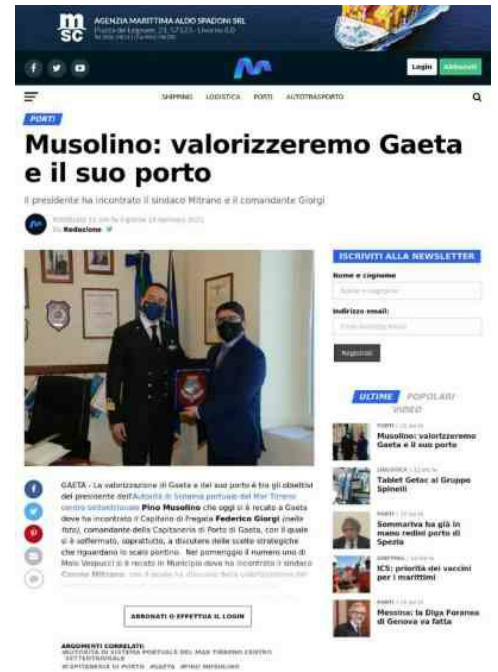 msc
AGENZIA MARITTIMA ALDO SPADONI SRL
Login
Abbonati
SHIPPING LOGISTICA PORTI AUTOTRASPORTO
PORTI
Musolino: valorizzeremo Gaeta
e il suo porto
Il presidente ha incontrato il sindaco Mitrano e il comandante Giorgi
Redazione
GAETA - La valorizzazione di Gaeta e del suo porto è tra gli obiettivi
del presidente dell'Autorità di Sistema portuale del Mar Tirreno
centro settentrionale Pino Musolino che oggi si è recato a Gaeta
dove ha incontrato il Capitano di Fregata Federico Giorgi (nella
foto), comandante della Capitaneria di Porto di Gaeta, con il quale
si è soffermato, soprattutto, a discutere delle scelte strategiche
che riguardano lo scalo pontino. Nel pomeriggio il numero uno di
Molo Vespucci si è recato in Municipio dove ha incontrato il sindaco
ABBONATI O EFFETTUA IL LOGIN
ARGOMENTI CORRELATI:
ISCRIVITI ALLA NEWSLETTER
Nome e cognome
Nome e cognome
Indirizzo email:
Registrati
ULTIME POPOLARI
VIDEO
Musolino: valorizzeremo
Gaeta e il suo porto
Tablet Getac al Gruppo
Spinelli
Sommariva ha già in
mano redini porto di
Spezia
ICS: priorità dei vaccini
per i marittimi
Messina: la Diga Foranea
di Genova va fatta